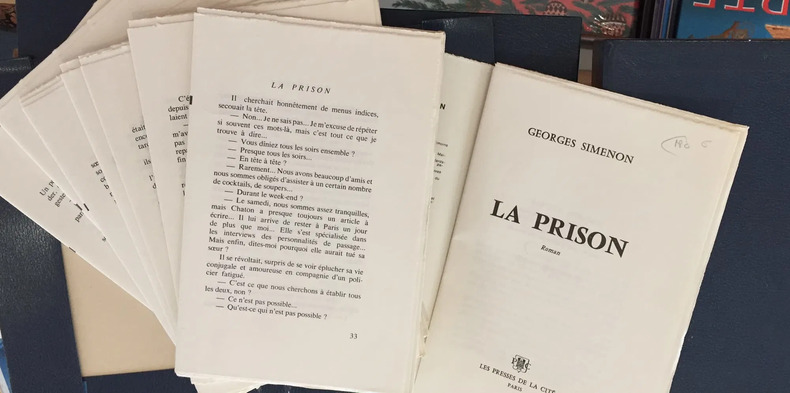 LA PRISON
Il cherchait honnêtement de menus indices,
secouait la tête.
— Non... Je ne sais pas... Je m'excuse de répéter
si souvent ces mots-là, mais c'est tout ce que je
trouve à dire...
— Vous dîniez tous les soirs ensemble ?
— Presque tous les soirs...
— En tête à tête ?
— Rarement... Nous avons beaucoup d'amis et
nous sommes obligés d'assister à un certain nombre
de cocktails, de soupers...
— Durant le week-end ?
— Le samedi, nous sommes assez tranquilles,
mais Chaton a presque toujours un article à
écrire... Il lui arrive de rester à Paris un jour
de plus que moi... Elle s'est spécialisée dans
les interviews des personnalités de passage...
Mais enfin, dites-moi pourquoi elle aurait tué sa
sœur ?
Il se révoltait, surpris de se voir éplucher sa vie
conjugale et amoureuse en compagnie d'un poli-
cier fatigué.
— C'est ce que nous cherchons à établir tous
les deux, non ?
— Ce n'est pas possible...
— Qu'est-ce qui n'est pas possible ?
33
GEORGES SIMENON
LA PRISON
Roman
LES PRESSES DE LA CITÉ
PARIS